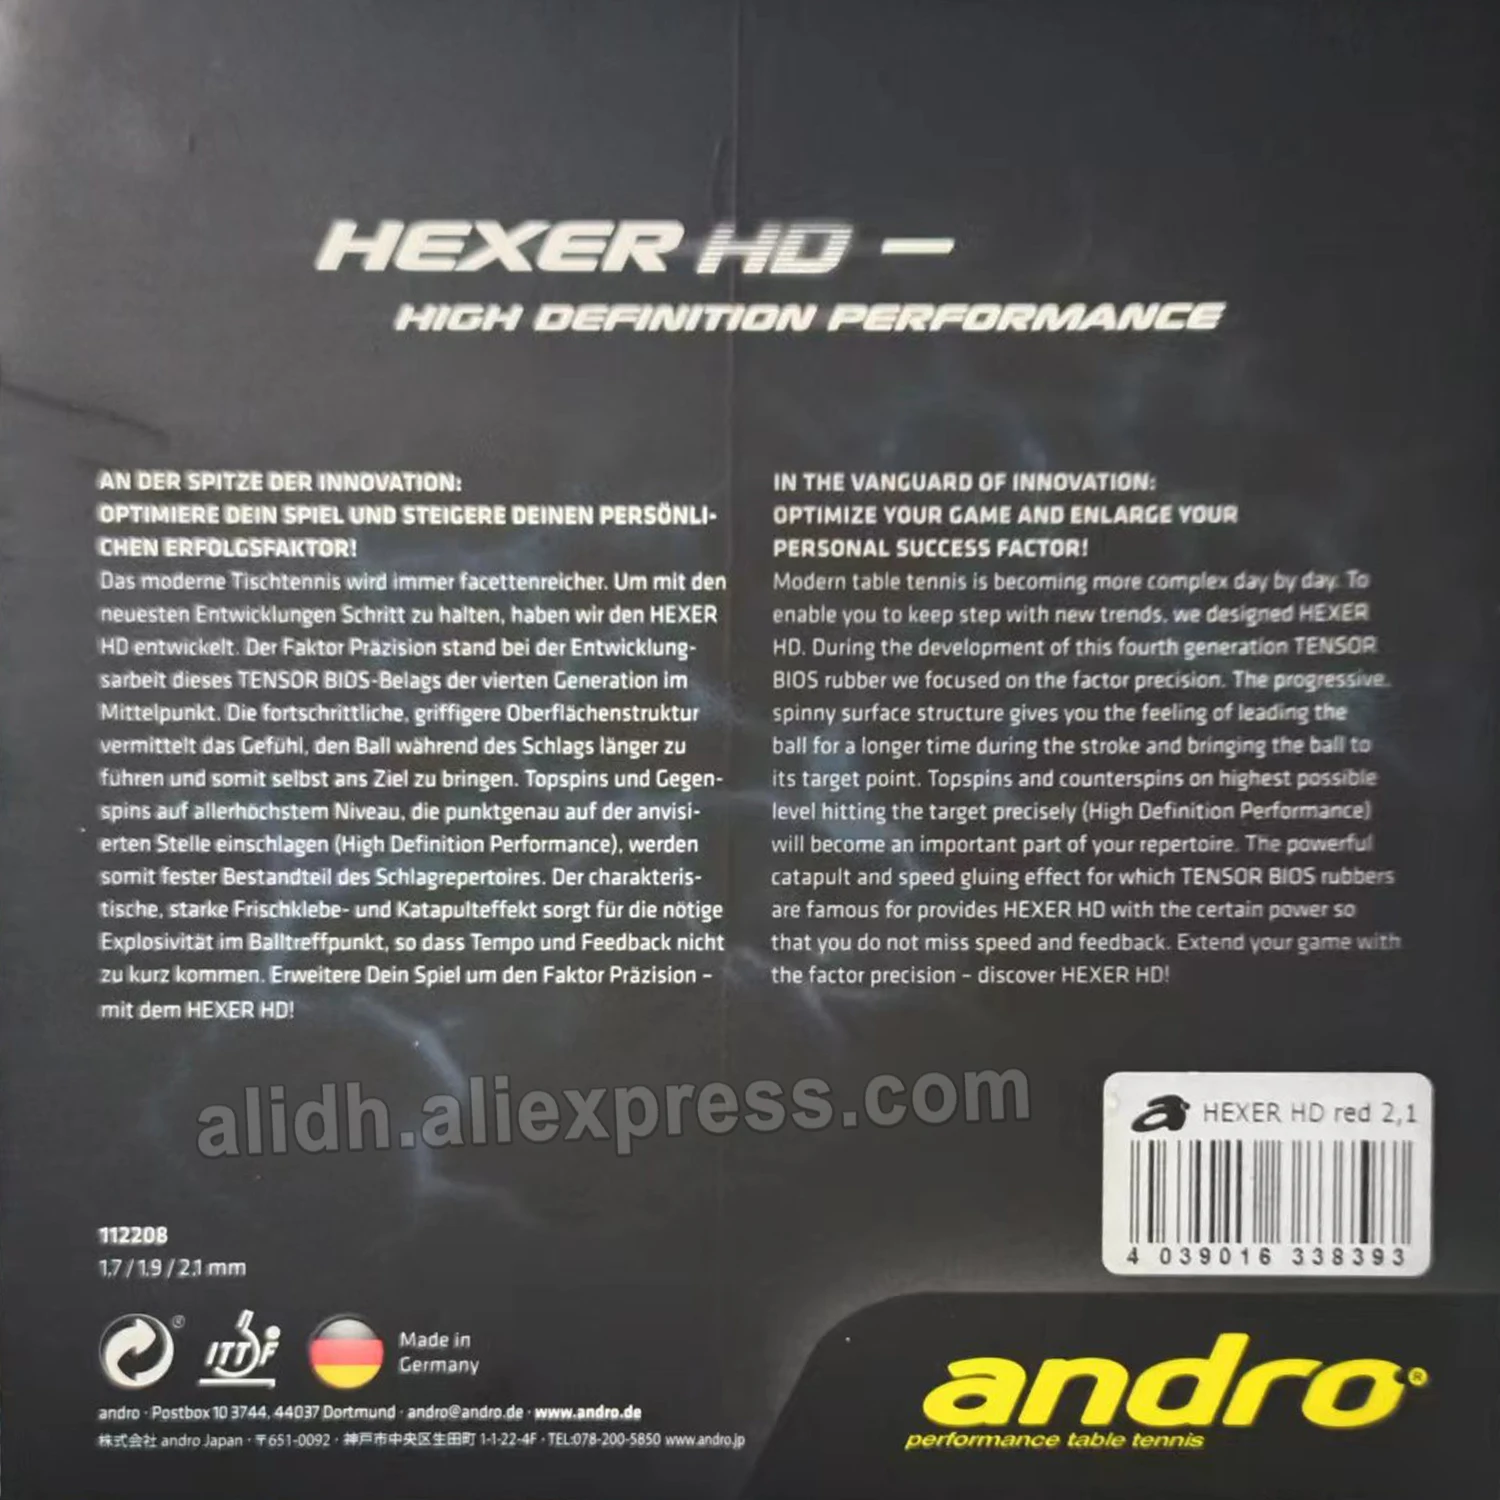 HEXER HD –
HIGH DEFINITION PERFORMANCE
AN DER SPITZE DER INNOVATION:
OPTIMIERE DEIN SPIEL UND STEIGERE DEINEN PERSÖNLI-
CHEN ERFOLGSFAKTOR!
Das moderne Tischtennis wird immer facettenreicher. Um mit den
neuesten Entwicklungen Schritt zu halten, haben wir den HEXER
HD entwickelt. Der Faktor Präzision stand bei der Entwicklung-
sarbeit dieses TENSOR BIOS-Belags der vierten Generation im
Mittelpunkt. Die fortschrittliche, griffigere Oberflächenstruktur
vermittelt das Gefühl, den Ball während des Schlags länger zu
führen und somit selbst ans Ziel zu bringen. Topspins und Gegen-
spins auf allerhöchstem Niveau, die punktgenau auf der anvisi-
erten Stelle einschlagen (High Definition Performance), werden
somit fester Bestandteil des Schlagrepertoires. Der charakteris-
tische, starke Frischklebe- und Katapulteffekt sorgt für die nötige
Explosivität im Balltreffpunkt, so dass Tempo und Feedback nicht
zu kurz kommen. Erweitere Dein Spiel um den Faktor Präzision –
mit dem HEXER HD!
IN THE VANGUARD OF INNOVATION:
OPTIMIZE YOUR GAME AND ENLARGE YOUR
PERSONAL SUCCESS FACTOR!
Modern table tennis is becoming more complex day by day. To
enable you to keep step with new trends, we designed HEXER
HD. During the development of this fourth generation TENSOR
BIOS rubber we focused on the factor precision. The progressive,
spinny surface structure gives you the feeling of leading the
ball for a longer time during the stroke and bringing the ball to
its target point. Topspins and counterspins on highest possible
level hitting the target precisely (High Definition Performance)
will become an important part of your repertoire. The powerful
catapult and speed gluing effect for which TENSOR BIOS rubbers
are famous for provides HEXER HD with the certain power so
that you do not miss speed and feedback. Extend your game with
the factor precision – discover HEXER HD!
alidh.aliexpress.com
a HEXER HD red 2,1
4 039016 338393
112208
1.7 / 1.9 / 2.1 mm
®
ITTF
Made in
Germany
andro · Postbox 10 3744, 44037 Dortmund · andro@andro.de · www.andro.de
株式会社 andro Japan · 〒651-0092 · 神戸市中央区生田町 1-1-22-4F · TEL:078-200-5850 www.andro.jp
andro®
performance table tennis